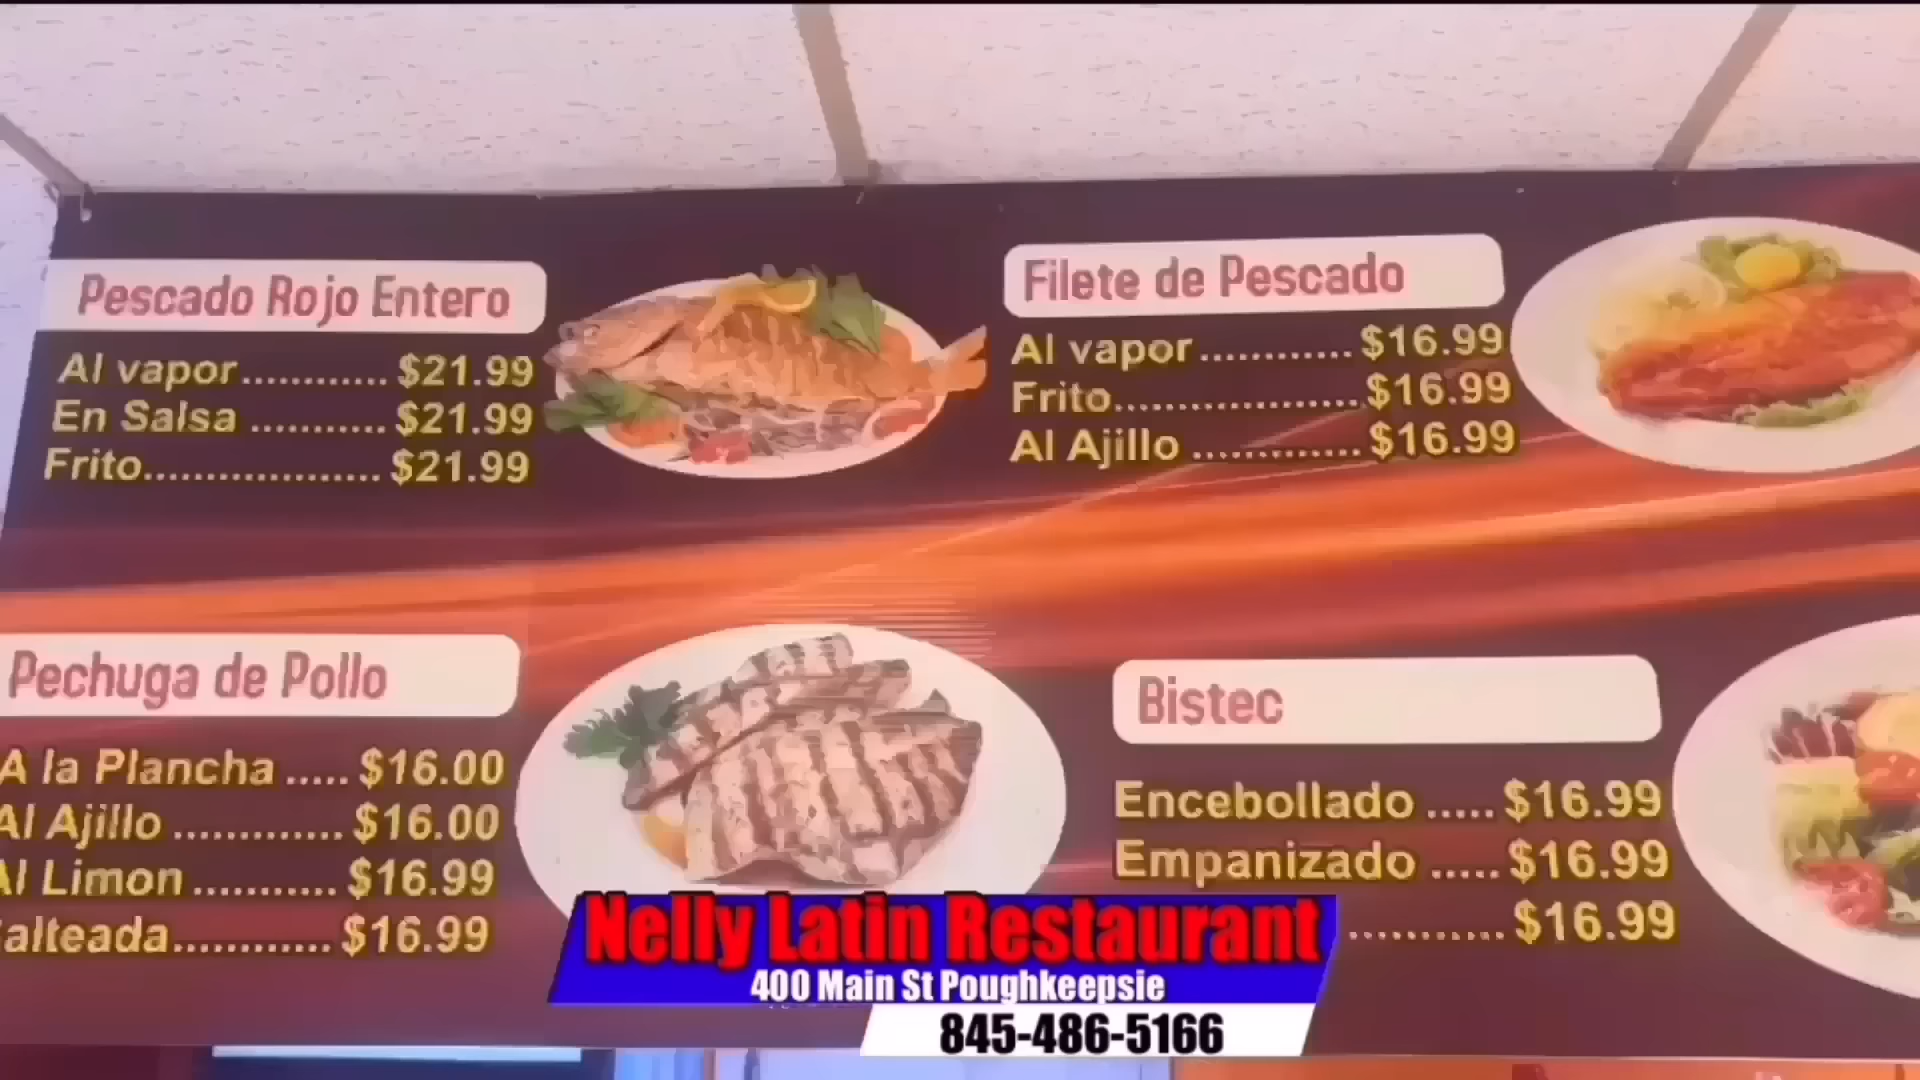 Pescado Rojo Entero
Al vapor............ $21.99
En Salsa ........... $21.99
Frito................... $21.99
Filete de Pescado
Al vapor............ $16.99
Frito.................... $16.99
Al Ajillo ............. $16.99
Pechuga de Pollo
A la Plancha ..... $16.00
Al Ajillo ............. $16.00
Al Limon ........... $16.99
alteada............ $16.99
Bistec
Encebollado ..... $16.99
Empanizado ..... $16.99
........... $16.99
Nelly Latin Restaurant
400 Main St Poughkeepsie
845-486-5166